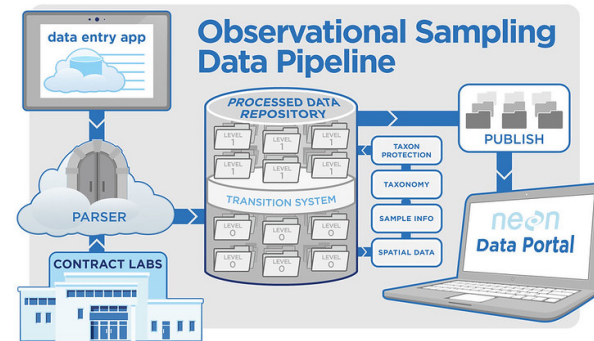 data entry app
Observational Sampling
Data Pipeline
PROCESSED DATA
REPOSITORY
LEVEL
1
LEVEL
1
LEVEL
1
LEVEL
1
LEVEL
1
LEVEL
1
TRANSITION SYSTEM
LEVEL
0
LEVEL
0
LEVEL
0
LEVEL
0
LEVEL
0
LEVEL
0
PARSER
CONTRACT LABS
TAXON
PROTECTION
TAXONOMY
SAMPLE INFO
SPATIAL DATA
PUBLISH
neon
Data Portal